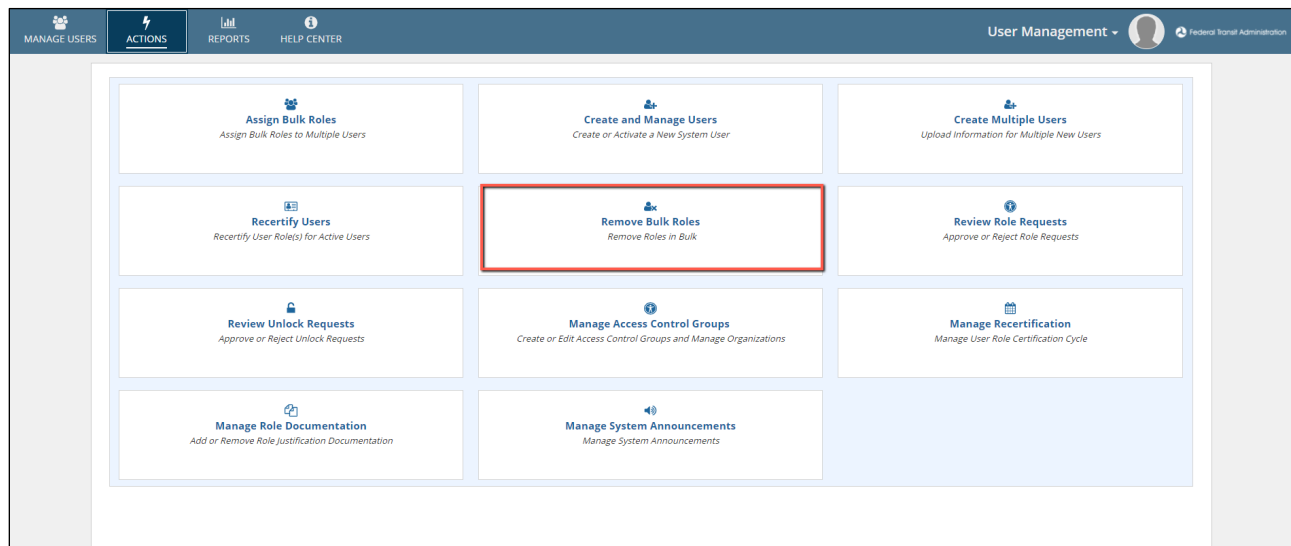 MANAGE USERS
ACTIONS
REPORTS
HELP CENTER
User Management
Federal Transit Administration
Assign Bulk Roles
Assign Bulk Roles to Multiple Users
Create and Manage Users
Create or Activate a New System User
Create Multiple Users
Upload Information for Multiple New Users
Recertify Users
Recertify User Role(s) for Active Users
Remove Bulk Roles
Remove Roles in Bulk
Review Role Requests
Approve or Reject Role Requests
Review Unlock Requests
Approve or Reject Unlock Requests
Manage Access Control Groups
Create or Edit Access Control Groups and Manage Organizations
Manage Recertification
Manage User Role Certification Cycle
Manage Role Documentation
Add or Remove Role Justification Documentation
Manage System Announcements
Manage System Announcements